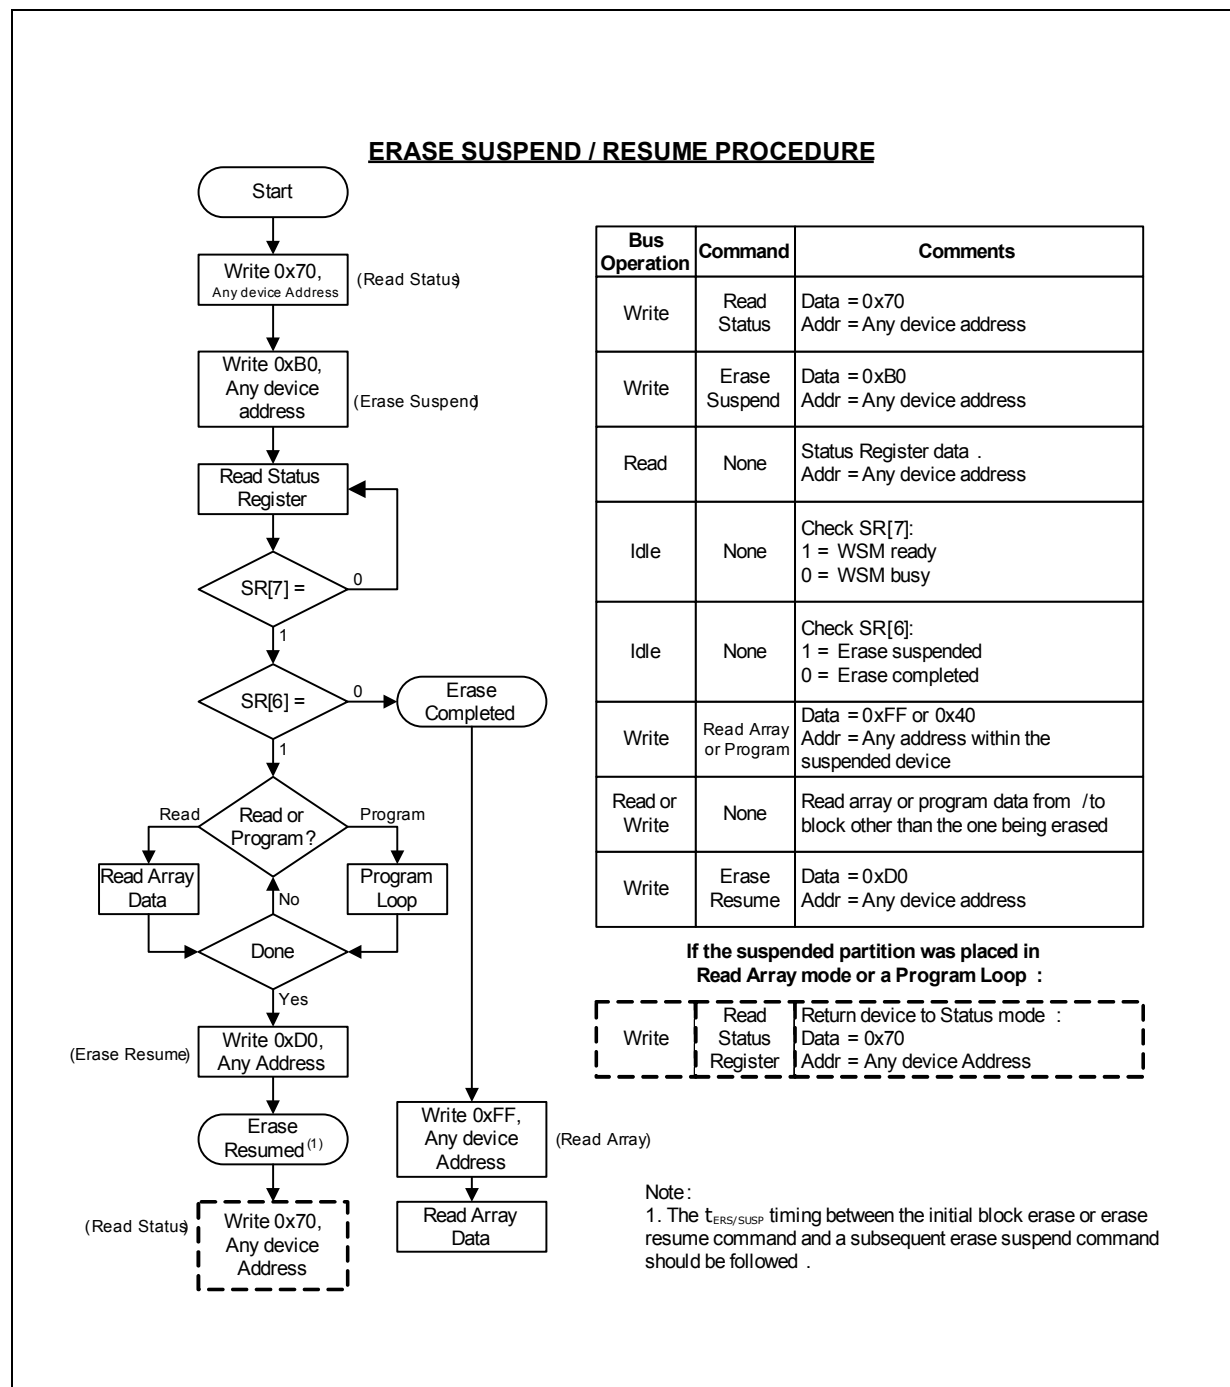 ERASE SUSPEND / RESUME PROCEDURE
Start
Write 0x70,
Any device Address
(Read Status)
Write 0xB0,
Any device
address
(Erase Suspend)
Read Status
Register
SR[7] =
0
1
SR[6] =
0
Erase
Completed
1
Read or
Program?
Read
Program
Read Array
Data
Program
Loop
No
Done
Yes
Write 0xD0,
Any Address
(Erase Resume)
Erase
Resumed(1)
(Read Status)
Write 0x70,
Any device
Address
Write 0xFF,
Any device
Address
(Read Array)
Read Array
Data
Bus
Operation
Command
Comments
Write
Read
Status
Data = 0x70
Addr = Any device address
Write
Erase
Suspend
Data = 0xB0
Addr = Any device address
Read
None
Status Register data .
Addr = Any device address
Idle
None
Check SR[7]:
1 = WSM ready
0 = WSM busy
Idle
None
Check SR[6]:
1 = Erase suspended
0 = Erase completed
Write
Read Array
or Program
Data = 0xFF or 0x40
Addr = Any address within the
suspended device
Read or
Write
None
Read array or program data from /to
block other than the one being erased
Write
Erase
Resume
Data = 0xD0
Addr = Any device address
If the suspended partition was placed in
Read Array mode or a Program Loop :
Write
Read
Status
Register
Return device to Status mode :
Data = 0x70
Addr = Any device Address
Note:
1. The tERS/SUSP timing between the initial block erase or erase
resume command and a subsequent erase suspend command
should be followed .